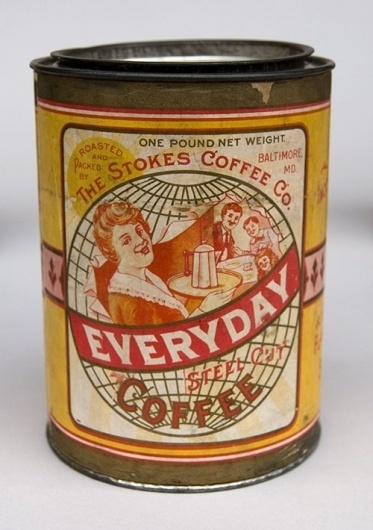 ONE POUND NET WEIGHT
ROASTED
AND
PACKED
BY
THE STOKES COFFEE CO.
BALTIMORE,
MD.
EVERYDAY
STEEL CUT
COFFEE